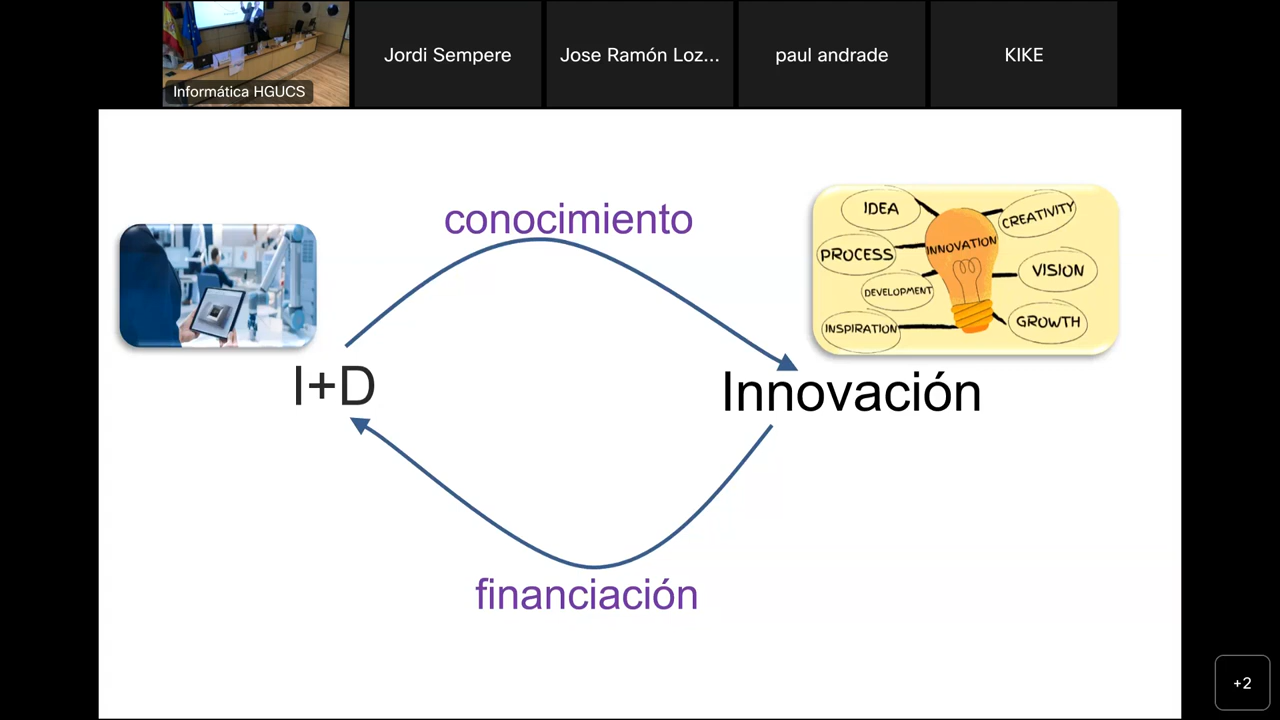 Informática HGUCS
Jordi Sempere
Jose Ramón Loz...
paul andrade
KIKE
conocimiento
IDEA
CREATIVITY
INNOVATION
PROCESS
VISION
DEVELOPMENT
INSPIRATION
GROWTH
I+D
Innovación
financiación
+2